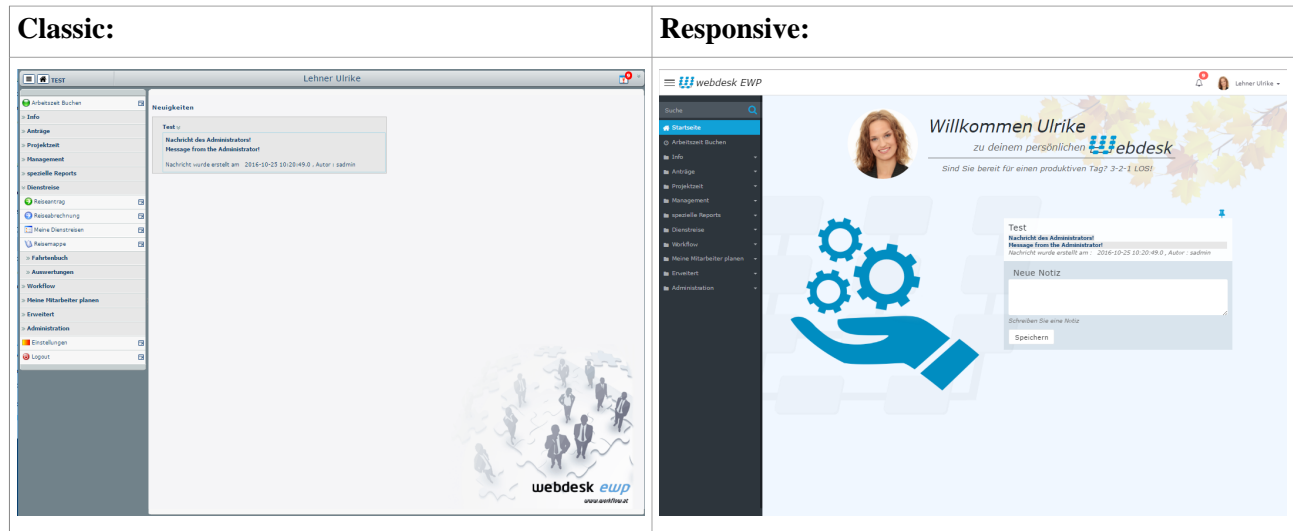 Classic:
Responsive:
TEST
Lehner Ulrike
9
Arbeitszeit Buchen
» Info
» Anträge
» Projektzeit
» Management
» spezielle Reports
Dienstreise
Reiseantrag
Reiseabrechnung
Meine Dienstreisen
Reisemappe
» Fahrtenbuch
» Auswertungen
» Workflow
» Meine Mitarbeiter planen
» Erweitert
» Administration
Einstellungen
Logout
Neuigkeiten
Test
Nachricht des Administrators!
Message from the Administrator!
Nachricht wurde erstellt am 2016-10-25 10:20:49.0 , Autor : sadmin
webdesk ewp
www.workflow.at
webdesk EWP
9
Lehner Ulrike
Suche
Startseite
Arbeitszeit Buchen
Info
Anträge
Projektzeit
Management
spezielle Reports
Dienstreise
Workflow
Meine Mitarbeiter planen
Erweitert
Administration
Willkommen Ulrike
zu deinem persönlichen Webdesk
Sind Sie bereit für einen produktiven Tag? 3-2-1 LOS!
Test
Nachricht des Administrators!
Message from the Administrator!
Nachricht wurde erstellt am : 2016-10-25 10:20:49.0 , Autor : sadmin
Neue Notiz
Schreiben Sie eine Notiz
Speichern